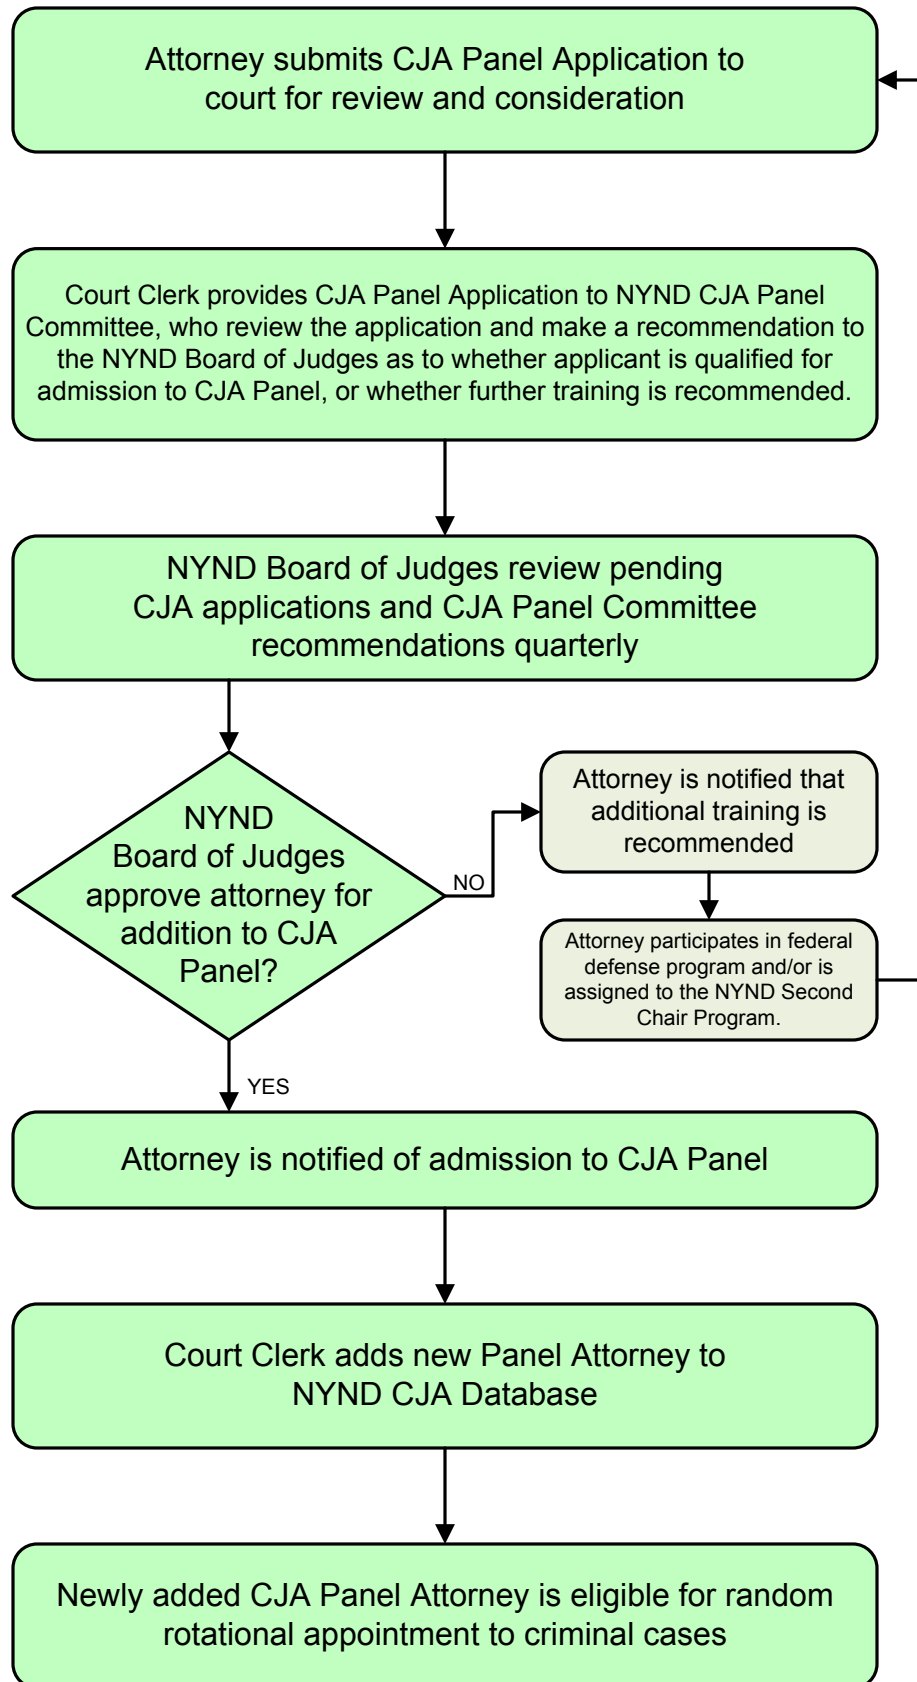 Attorney submits CJA Panel Application to
court for review and consideration
Court Clerk provides CJA Panel Application to NYND CJA Panel
Committee, who review the application and make a recommendation to
the NYND Board of Judges as to whether applicant is qualified for
admission to CJA Panel, or whether further training is recommended.
NYND Board of Judges review pending
CJA applications and CJA Panel Committee
recommendations quarterly
NYND
Board of Judges
approve attorney for
addition to CJA
Panel?
NO
Attorney is notified that
additional training is
recommended
Attorney participates in federal
defense program and/or is
assigned to the NYND Second
Chair Program.
YES
Attorney is notified of admission to CJA Panel
Court Clerk adds new Panel Attorney to
NYND CJA Database
Newly added CJA Panel Attorney is eligible for random
rotational appointment to criminal cases